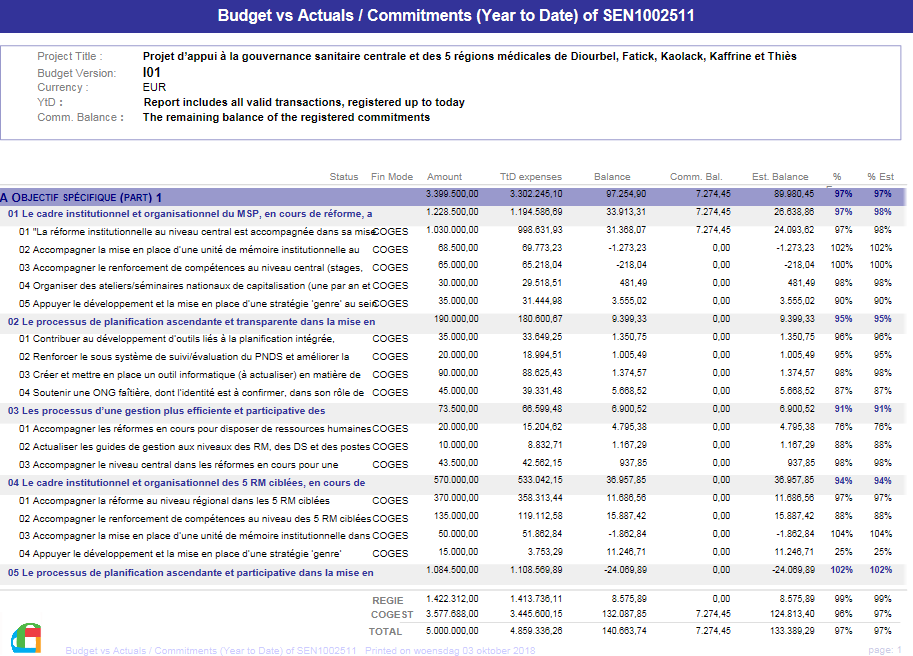 Budget vs Actuals / Commitments (Year to Date) of SEN1002511
Project Title : Projet d'appui à la gouvernance sanitaire centrale et des 5 régions médicales de Diourbel, Fatick, Kaolack, Kaffrine et Thiès
Budget Version: I01
Currency : EUR
YtD : Report includes all valid transactions, registered up to today
Comm. Balance : The remaining balance of the registered commitments
Status Fin Mode Amount TtD expenses Balance Comm. Bal. Est. Balance % % Est
A OBJECTIF SPÉCIFIQUE (PART) 1 3.399.500,00 3.302.245,10 97.254,90 7.274,45 89.980,45 97% 97%
01 Le cadre institutionnel et organisationnel du MSP, en cours de réforme, a 1.228.500,00 1.194.586,69 33.913,31 7.274,45 26.638,86 97% 98%
01 "La réforme institutionnelle au niveau central est accompagnée dans sa mise COGES 1.030.000,00 998.631,93 31.368,07 7.274,45 24.093,62 97% 98%
02 Accompagner la mise en place d'une unité de mémoire institutionnelle au COGES 68.500,00 69.773,23 -1.273,23 0,00 -1.273,23 102% 102%
03 Accompagner le renforcement de compétences au niveau central (stages, COGES 65.000,00 65.218,04 -218,04 0,00 -218,04 100% 100%
04 Organiser des ateliers/séminaires nationaux de capitalisation (une par an et COGES 30.000,00 29.518,51 481,49 0,00 481,49 98% 98%
05 Appuyer le développement et la mise en place d'une stratégie 'genre' au sein COGES 35.000,00 31.444,98 3.555,02 0,00 3.555,02 90% 90%
02 Le processus de planification ascendante et transparente dans la mise en 190.000,00 180.600,67 9.399,33 0,00 9.399,33 95% 95%
01 Contribuer au développement d'outils liés à la planification intégrée, COGES 35.000,00 33.649,25 1.350,75 0,00 1.350,75 96% 96%
02 Renforcer le sous système de suivi/évaluation du PNDS et améliorer la COGES 20.000,00 18.994,51 1.005,49 0,00 1.005,49 95% 95%
03 Créer et mettre en place un outil informatique (à actualiser) en matière de COGES 90.000,00 88.625,43 1.374,57 0,00 1.374,57 98% 98%
04 Soutenir une ONG faîtière, dont l'identité est à confirmer, dans son rôle de COGES 45.000,00 39.331,48 5.668,52 0,00 5.668,52 87% 87%
03 Les processus d'une gestion plus efficiente et participative des 73.500,00 66.599,48 6.900,52 0,00 6.900,52 91% 91%
01 Accompagner les réformes en cours pour disposer de ressources humaines COGES 20.000,00 15.204,62 4.795,38 0,00 4.795,38 76% 76%
02 Actualiser les guides de gestion aux niveaux des RM, des DS et des postes COGES 10.000,00 8.832,71 1.167,29 0,00 1.167,29 88% 88%
03 Accompagner le niveau central dans les réformes en cours pour une COGES 43.500,00 42.562,15 937,85 0,00 937,85 98% 98%
04 Le cadre institutionnel et organisationnel des 5 RM ciblées, en cours de 570.000,00 533.042,15 36.957,85 0,00 36.957,85 94% 94%
01 Accompagner la réforme au niveau régional dans les 5 RM ciblées COGES 370.000,00 358.313,44 11.686,56 0,00 11.686,56 97% 97%
02 Accompagner le renforcement de compétences au niveau des 5 RM ciblées COGES 135.000,00 119.112,58 15.887,42 0,00 15.887,42 88% 88%
03 Accompagner la mise en place d'une unité de mémoire institutionnelle dans COGES 50.000,00 51.862,84 -1.862,84 0,00 -1.862,84 104% 104%
04 Appuyer le développement et la mise en place d'une stratégie 'genre' COGES 15.000,00 3.753,29 11.246,71 0,00 11.246,71 25% 25%
05 Le processus de planification ascendante et participative dans la mise en 1.084.500,00 1.108.569,89 -24.069,89 0,00 -24.069,89 102% 102%
REGIE 1.422.312,00 1.413.736,11 8.575,89 0,00 8.575,89 99% 99%
COGEST 3.577.688,00 3.445.600,15 132.087,85 7.274,45 124.813,40 96% 97%
TOTAL 5.000.000,00 4.859.336,26 140.663,74 7.274,45 133.389,29 97% 97%
Budget vs Actuals / Commitments (Year to Date) of SEN1002511 Printed on woensdag 03 oktober 2018 page: 1